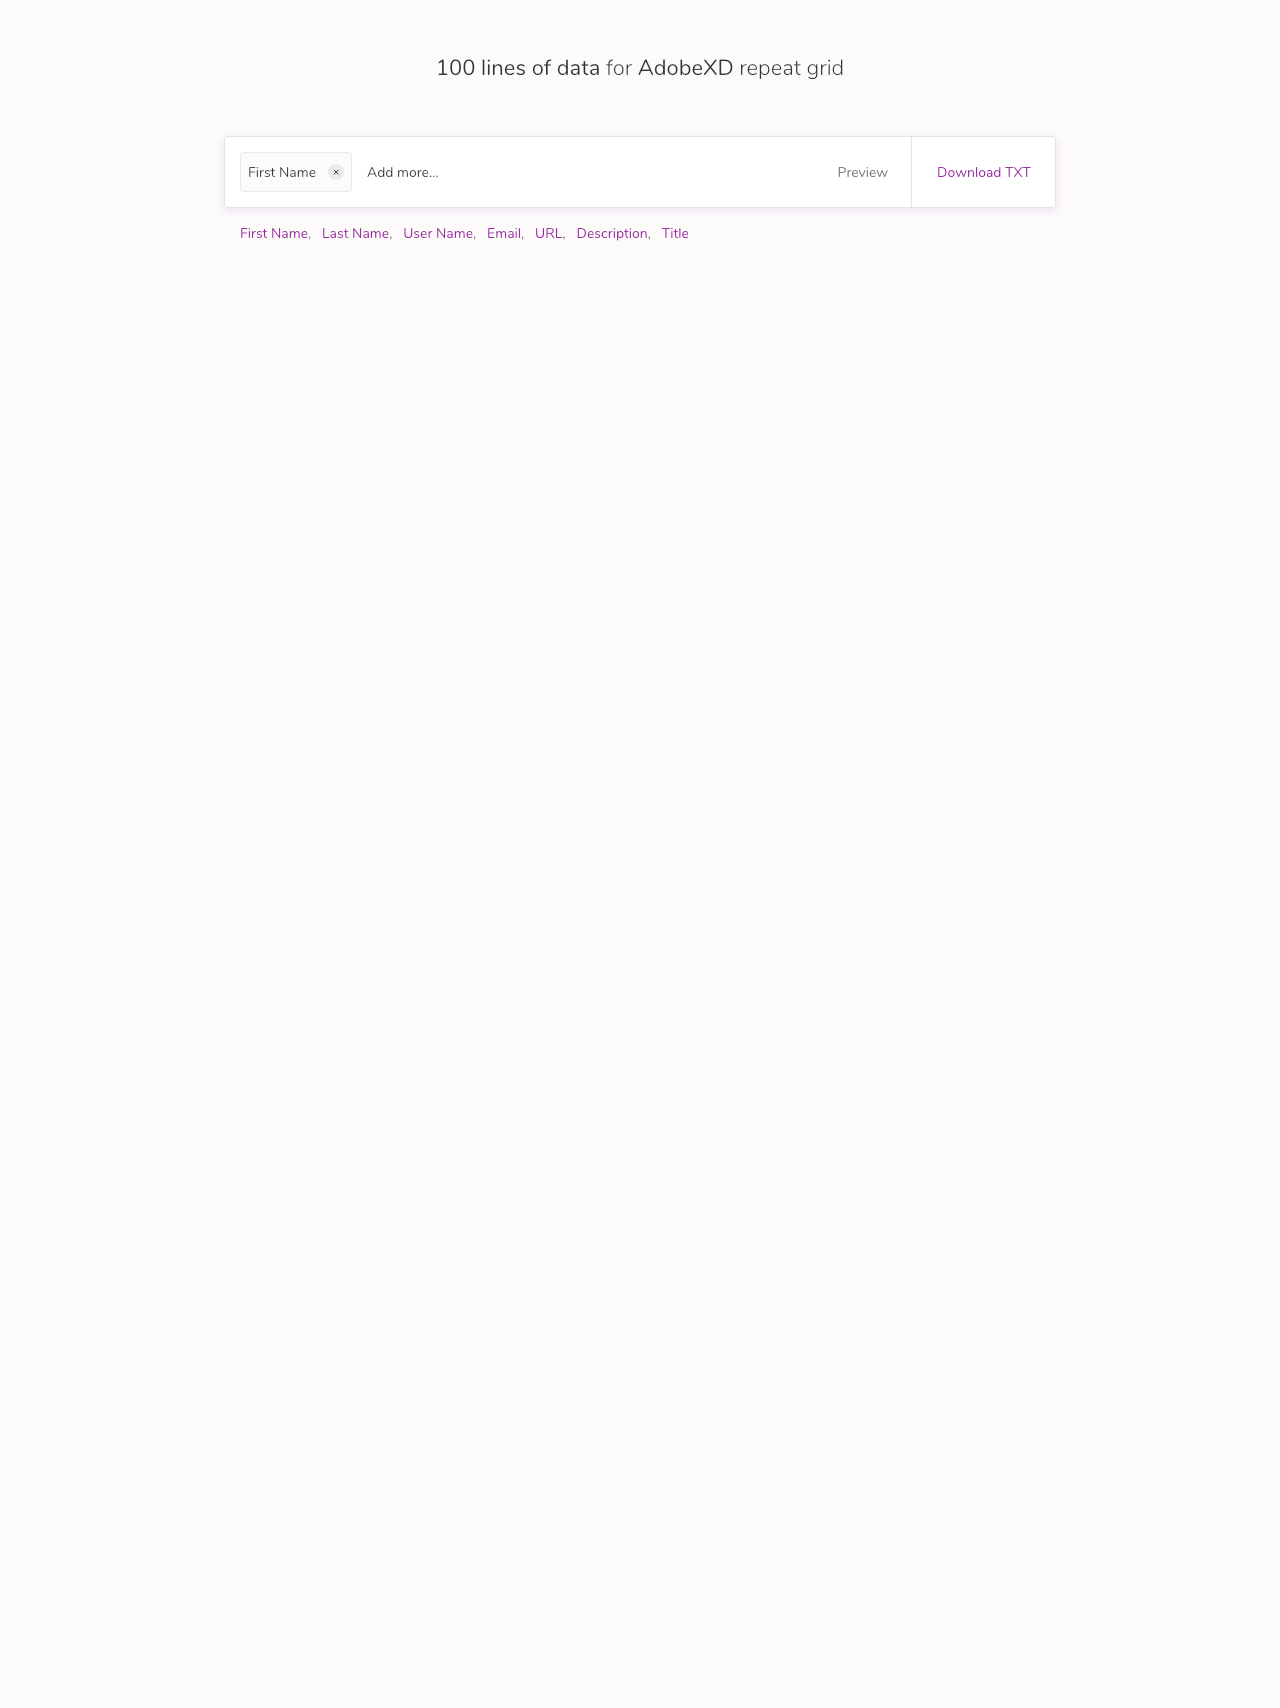 100 lines of data for AdobeXD repeat grid
First Name × Add more... Preview Download TXT
First Name, Last Name, User Name, Email, URL, Description, Title